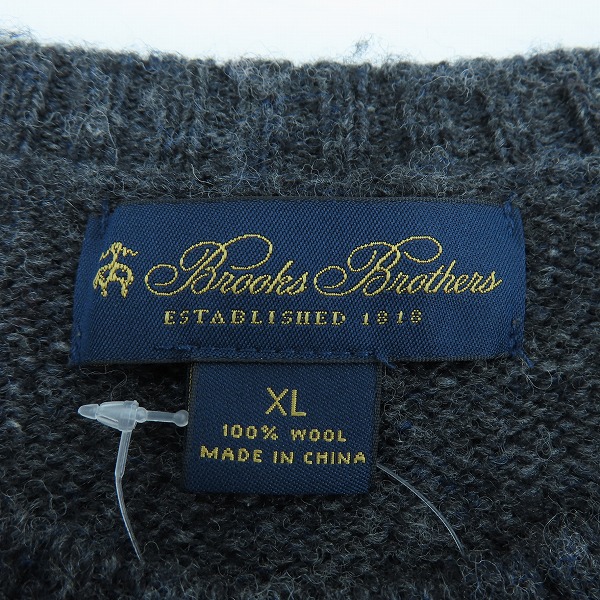 Brooks Brothers
ESTABLISHED 1818
XL
100% WOOL
MADE IN CHINA